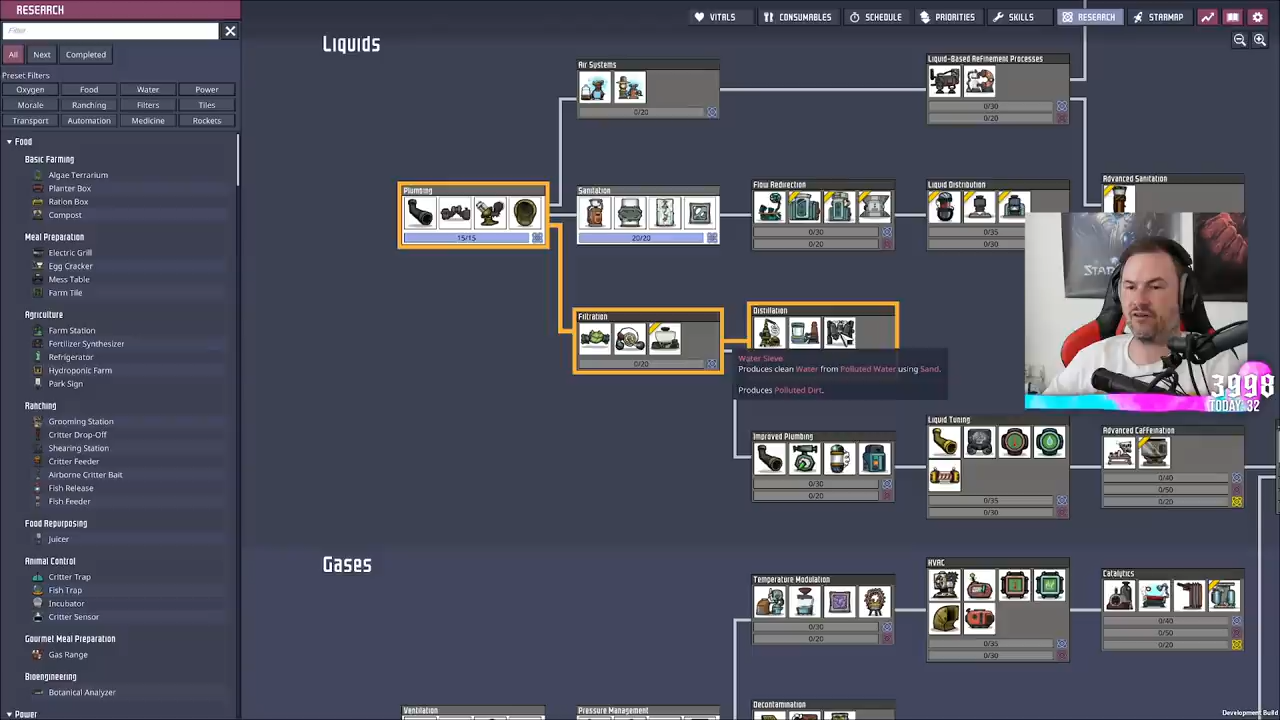 RESEARCH
VITALS
CONSUMABLES
SCHEDULE
PRIORITIES
SKILLS
RESEARCH
STARMAP
Filter
All
Next
Completed
Preset Filters
Oxygen
Food
Water
Power
Morale
Ranching
Filters
Tiles
Transport
Automation
Medicine
Rockets
Food
Basic Farming
Algae Terrarium
Planter Box
Ration Box
Compost
Meal Preparation
Electric Grill
Egg Cracker
Mess Table
Farm Tile
Agriculture
Farm Station
Fertilizer Synthesizer
Refrigerator
Hydroponic Farm
Park Sign
Ranching
Grooming Station
Critter Drop-Off
Shearing Station
Critter Feeder
Airborne Critter Bait
Fish Release
Fish Feeder
Food Repurposing
Juicer
Animal Control
Critter Trap
Fish Trap
Incubator
Critter Sensor
Gourmet Meal Preparation
Gas Range
Bioengineering
Botanical Analyzer
Power
Liquids
Air Systems
0/20
Liquid-Based Refinement Processes
0/30
0/20
Plumbing
15/15
Sanitation
20/20
Flow Redirection
0/30
0/20
Liquid Distribution
0/35
0/30
Advanced Sanitation
Filtration
0/20
Distillation
Water Sieve
Produces clean Water from Polluted Water using Sand.
Produces Polluted Dirt.
3998
TODAY 32
Improved Plumbing
0/30
0/20
Liquid Tuning
0/35
0/30
Advanced Caffeination
0/40
0/50
0/20
Gases
Temperature Modulation
0/30
0/20
HVAC
0/35
0/30
Catalytics
0/40
0/50
0/20
Ventilation
Pressure Management
Decontamination
Development Build